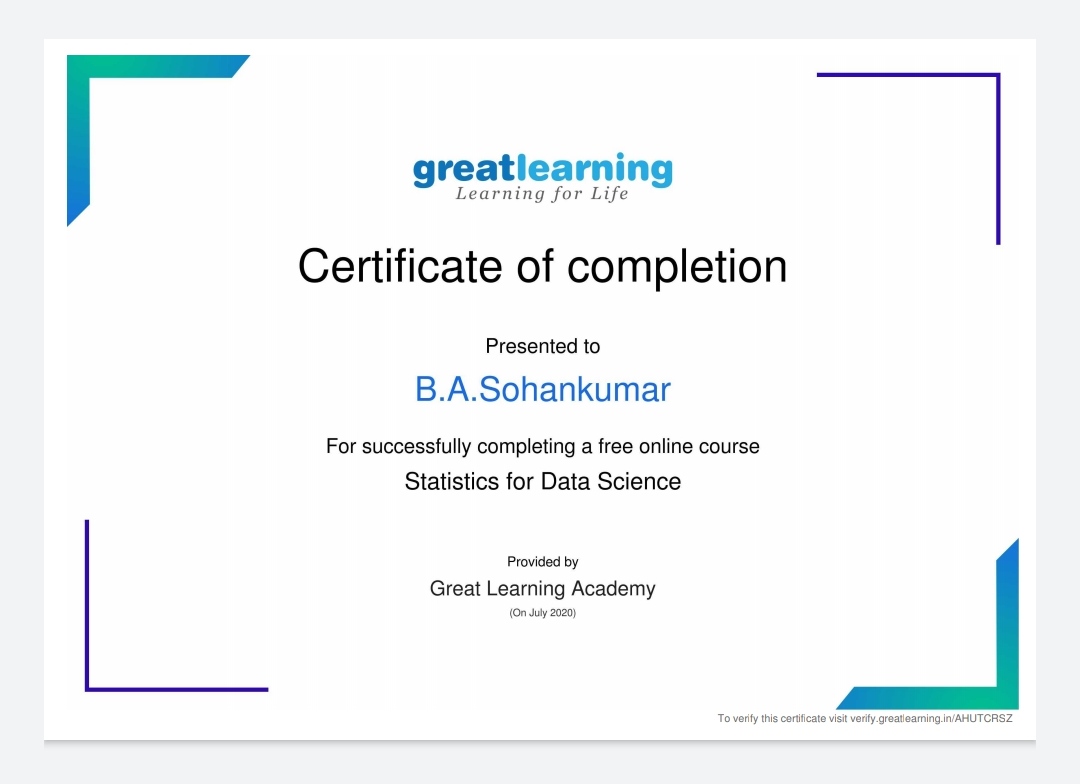 greatlearning
Learning for Life
Certificate of completion
Presented to
B.A.Sohankumar
For successfully completing a free online course
Statistics for Data Science
Provided by
Great Learning Academy
(On July 2020)
To verify this certificate visit verify.greatlearning.in/AHUTCRSZ